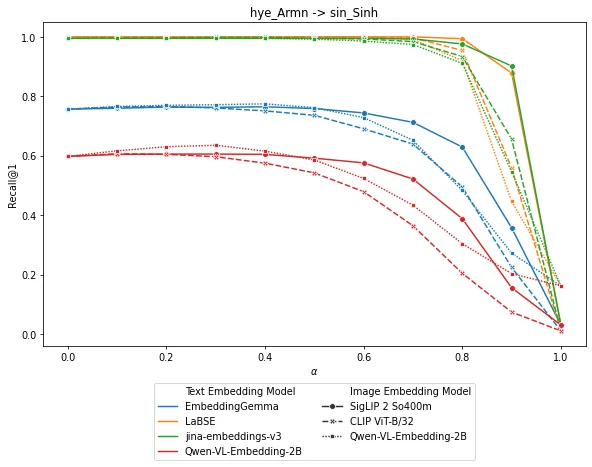 hye_Armn -> sin_Sinh
1.0
0.8
0.6
0.4
0.2
0.0
Recall@1
0.0 0.2 0.4 0.6 0.8 1.0
α
Text Embedding Model
EmbeddingGemma
LaBSE
jina-embeddings-v3
Qwen-VL-Embedding-2B
Image Embedding Model
SigLIP 2 So400m
CLIP ViT-B/32
Qwen-VL-Embedding-2B